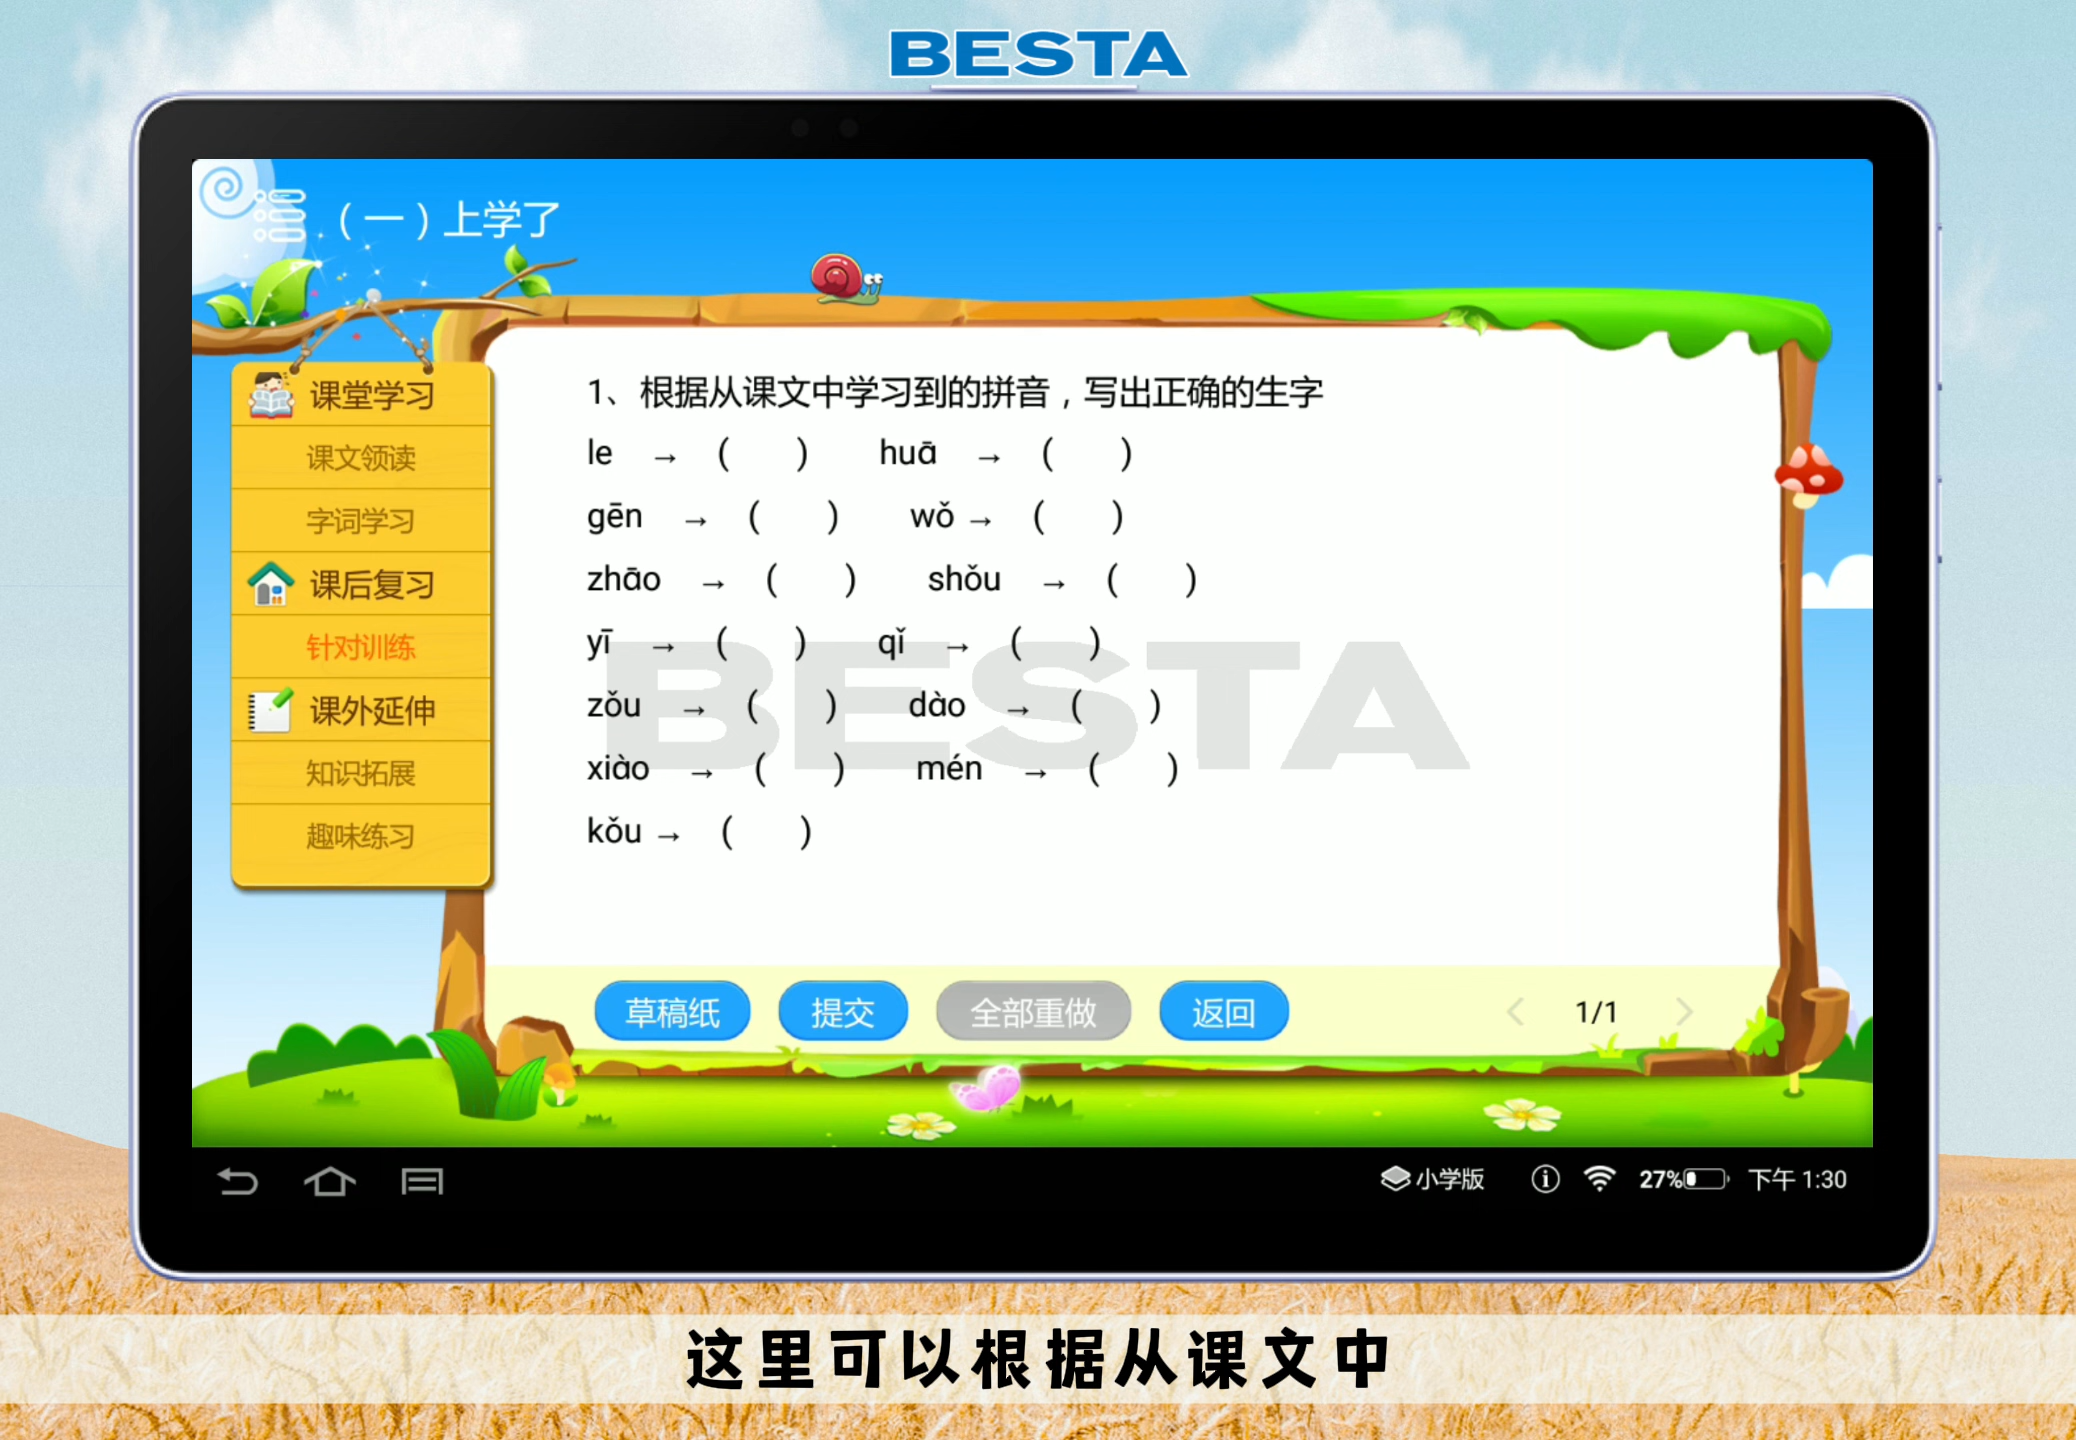 BESTA
（一）上学了
课堂学习
课文领读
字词学习
课后复习
针对训练
课外延伸
知识拓展
趣味练习
1、根据从课文中学习到的拼音，写出正确的生字
le → (  ) huā → (  )
gēn → (  ) wǒ → (  )
zhāo → (  ) shǒu → (  )
yī → (  ) qǐ → (  )
zǒu → (  ) dào → (  )
xiào → (  ) mén → (  )
kǒu → (  )
BESTA
草稿纸 提交 全部重做 返回 1/1
小学版 27% 下午 1:30
这里可以根据从课文中